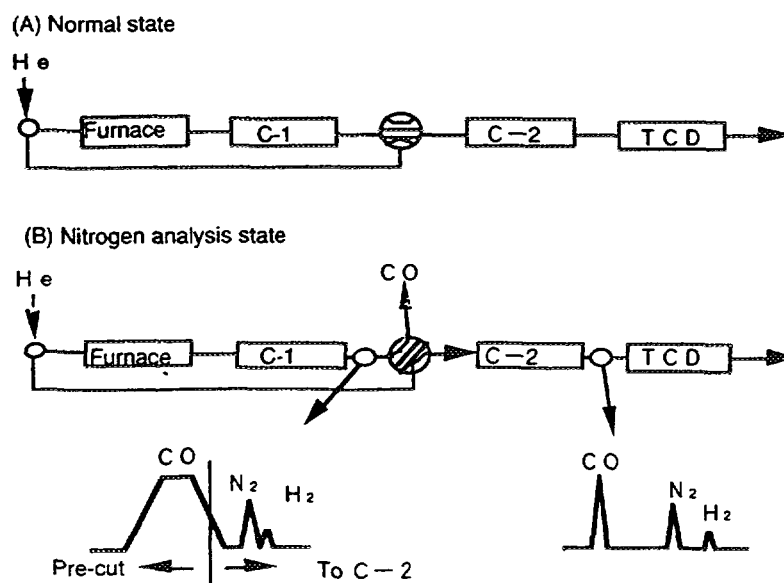 (A) Normal state
He
Furnace
C-1
C-2
TCD
(B) Nitrogen analysis state
He
CO
Furnace
C-1
C-2
TCD
CO
N2
H2
CO
N2
H2
Pre-cut
To C-2